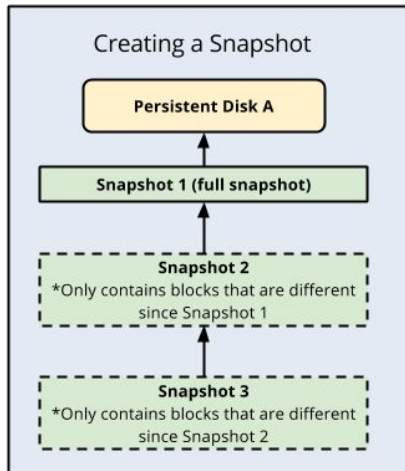 Creating a Snapshot
Persistent Disk A
Snapshot 1 (full snapshot)
Snapshot 2
*Only contains blocks that are different
since Snapshot 1
Snapshot 3
*Only contains blocks that are different
since Snapshot 2